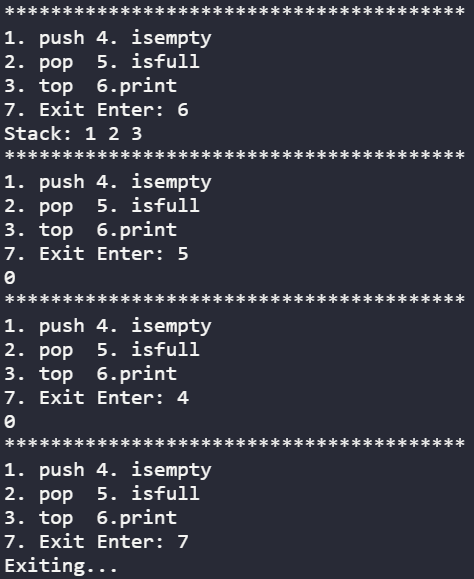 ****************************************
1. push 4. isempty
2. pop  5. isfull
3. top  6.print
7. Exit Enter: 6
Stack: 1 2 3
****************************************
1. push 4. isempty
2. pop  5. isfull
3. top  6.print
7. Exit Enter: 5
0
****************************************
1. push 4. isempty
2. pop  5. isfull
3. top  6.print
7. Exit Enter: 4
0
****************************************
1. push 4. isempty
2. pop  5. isfull
3. top  6.print
7. Exit Enter: 7
Exiting...